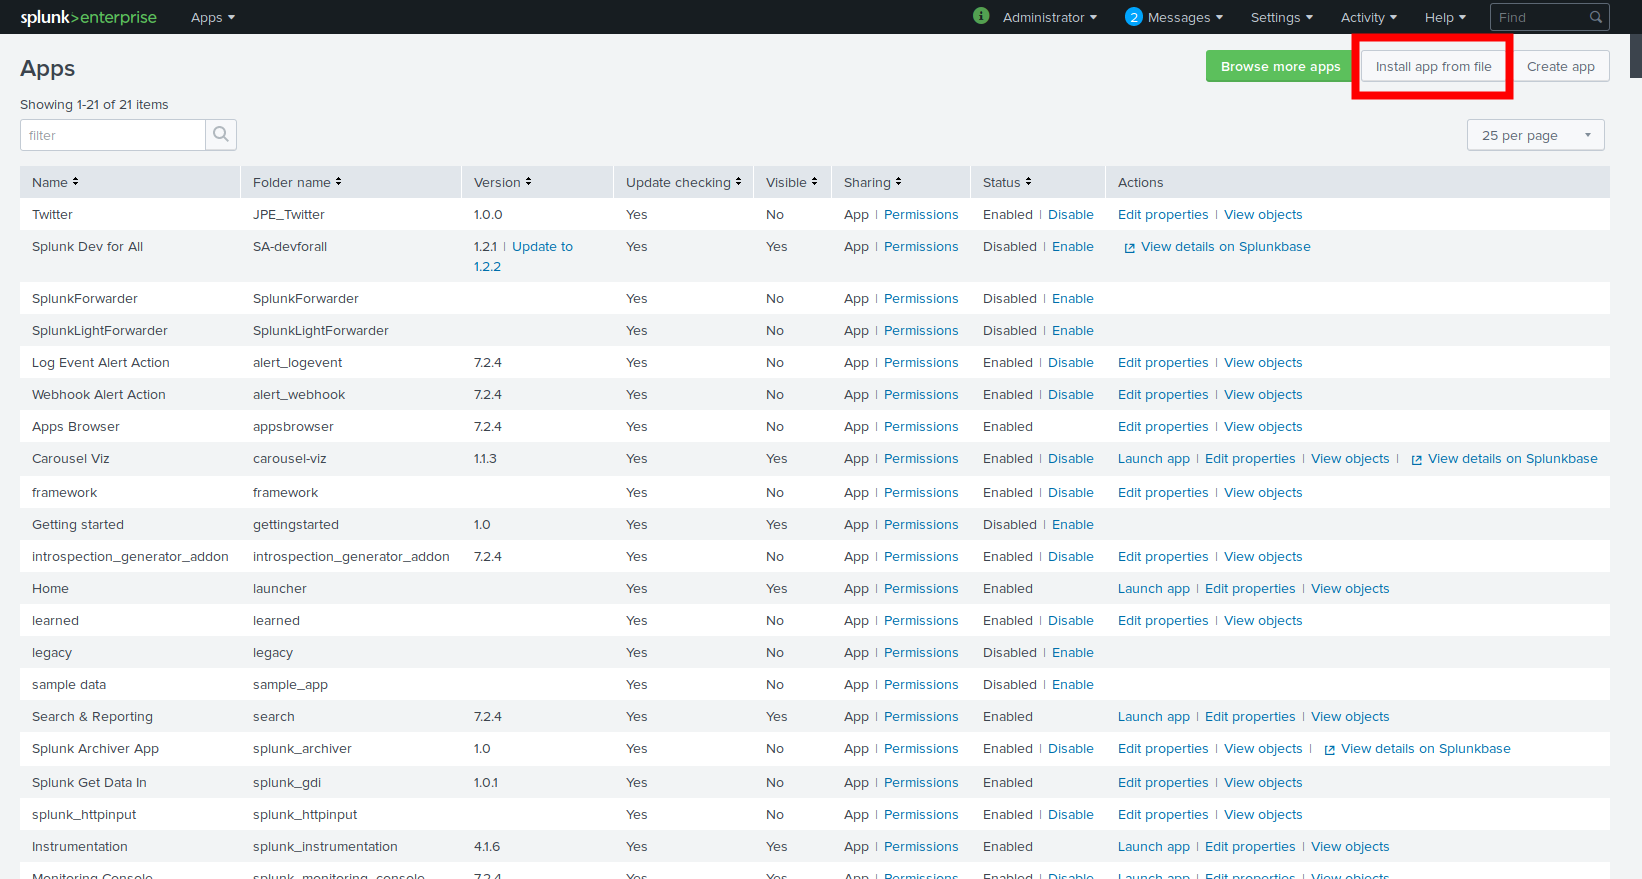 splunk>enterprise Apps Administrator 2 Messages Settings Activity Help Find
Apps Browse more apps Install app from file Create app
Showing 1-21 of 21 items
filter 25 per page
Name Folder name Version Update checking Visible Sharing Status Actions
Twitter JPE_Twitter 1.0.0 Yes No App | Permissions Enabled | Disable Edit properties | View objects
Splunk Dev for All SA-devforall 1.2.1 | Update to Yes Yes App | Permissions Disabled | Enable View details on Splunkbase
1.2.2
SplunkForwarder SplunkForwarder Yes No App | Permissions Disabled | Enable
SplunkLightForwarder SplunkLightForwarder Yes No App | Permissions Disabled | Enable
Log Event Alert Action alert_logevent 7.2.4 Yes No App | Permissions Enabled | Disable Edit properties | View objects
Webhook Alert Action alert_webhook 7.2.4 Yes No App | Permissions Enabled | Disable Edit properties | View objects
Apps Browser appsbrowser 7.2.4 Yes No App | Permissions Enabled Edit properties | View objects
Carousel Viz carousel-viz 1.1.3 Yes Yes App | Permissions Enabled | Disable Launch app | Edit properties | View objects | View details on Splunkbase
framework framework Yes No App | Permissions Enabled | Disable Edit properties | View objects
Getting started gettingstarted 1.0 Yes Yes App | Permissions Disabled | Enable
introspection_generator_addon introspection_generator_addon 7.2.4 Yes No App | Permissions Enabled | Disable Edit properties | View objects
Home launcher Yes Yes App | Permissions Enabled Launch app | Edit properties | View objects
learned learned Yes No App | Permissions Enabled | Disable Edit properties | View objects
legacy legacy Yes No App | Permissions Disabled | Enable
sample data sample_app Yes No App | Permissions Disabled | Enable
Search & Reporting search 7.2.4 Yes Yes App | Permissions Enabled Launch app | Edit properties | View objects
Splunk Archiver App splunk_archiver 1.0 Yes No App | Permissions Enabled | Disable Edit properties | View objects | View details on Splunkbase
Splunk Get Data In splunk_gdi 1.0.1 Yes No App | Permissions Enabled Edit properties | View objects
splunk_httpinput splunk_httpinput Yes No App | Permissions Enabled | Disable Edit properties | View objects
Instrumentation splunk_instrumentation 4.1.6 Yes Yes App | Permissions Enabled Launch app | Edit properties | View objects
Monitoring Console splunk_monitoring_console 7.2.4 Yes Yes App | Permissions Enabled | Disable Launch app | Edit properties | View objects